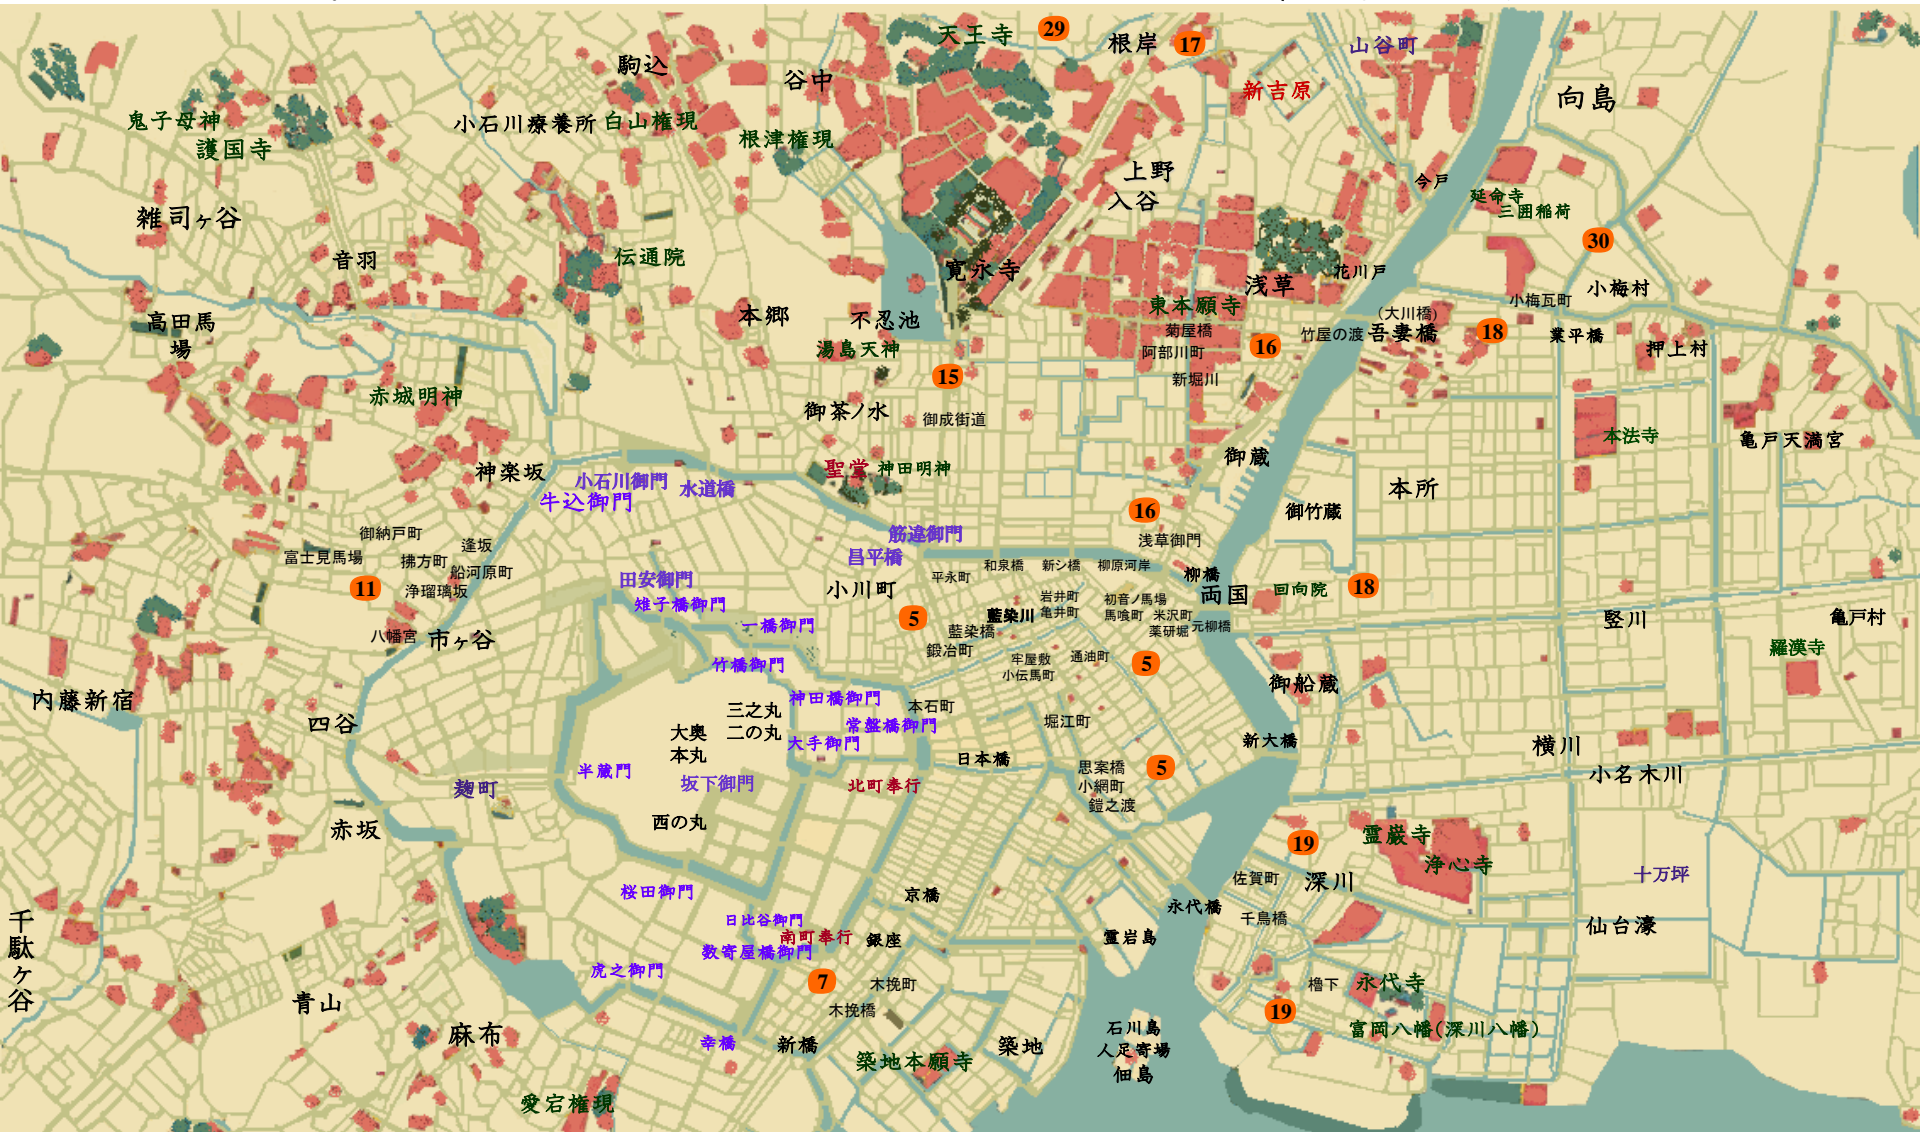 天王寺
29
根岸
17
山谷町
駒込
谷中
新吉原
向島
鬼子母神
護国寺
小石川療養所
白山権現
根津権現
上野
入谷
今戸
延命寺
三囲稲荷
雑司ヶ谷
音羽
伝通院
寛永寺
浅草
花川戸
30
小梅村
小梅瓦町
東本願寺
高田馬
場
本郷
不忍池
湯島天神
菊屋橋
阿部川町
新堀川
16
竹屋の渡
(大川橋)
吾妻橋
18
業平橋
押上村
15
赤城明神
御茶ノ水
御成街道
本法寺
亀戸天満宮
神楽坂
小石川御門
牛込御門
水道橋
聖堂
神田明神
御蔵
本所
御竹蔵
16
浅草御門
筋違御門
昌平橋
御納戸町
富士見馬場
払方町
逢坂
船河原町
浄瑠璃坂
11
八幡宮
市ヶ谷
田安御門
雉子橋御門
一橋御門
竹橋御門
小川町
平永町
和泉橋
新シ橋
柳原河岸
柳橋
両国
回向院
18
5
藍染川
岩井町
亀井町
初音ノ馬場
馬喰町
米沢町
薬研堀
元柳橋
藍染橋
鍛冶町
牢屋敷
小伝馬町
通油町
5
竪川
亀戸村
羅漢寺
御船蔵
内藤新宿
四谷
神田橋御門
常盤橋御門
大手御門
本石町
三之丸
二の丸
大奥
本丸
堀江町
新大橋
日本橋
横川
小名木川
半蔵門
坂下御門
北町奉行
思案橋
小網町
鎧之渡
5
麹町
西の丸
赤坂
19
霊巌寺
浄心寺
佐賀町
深川
十万坪
桜田御門
京橋
永代橋
千鳥橋
仙台濠
日比谷御門
南町奉行
数寄屋橋御門
銀座
霊岩島
千
駄
ヶ
谷
虎之御門
7
木挽町
木挽橋
櫓下
永代寺
青山
19
富岡八幡(深川八幡)
麻布
幸橋
新橋
築地本願寺
築地
石川島
人足寄場
佃島
愛宕権現